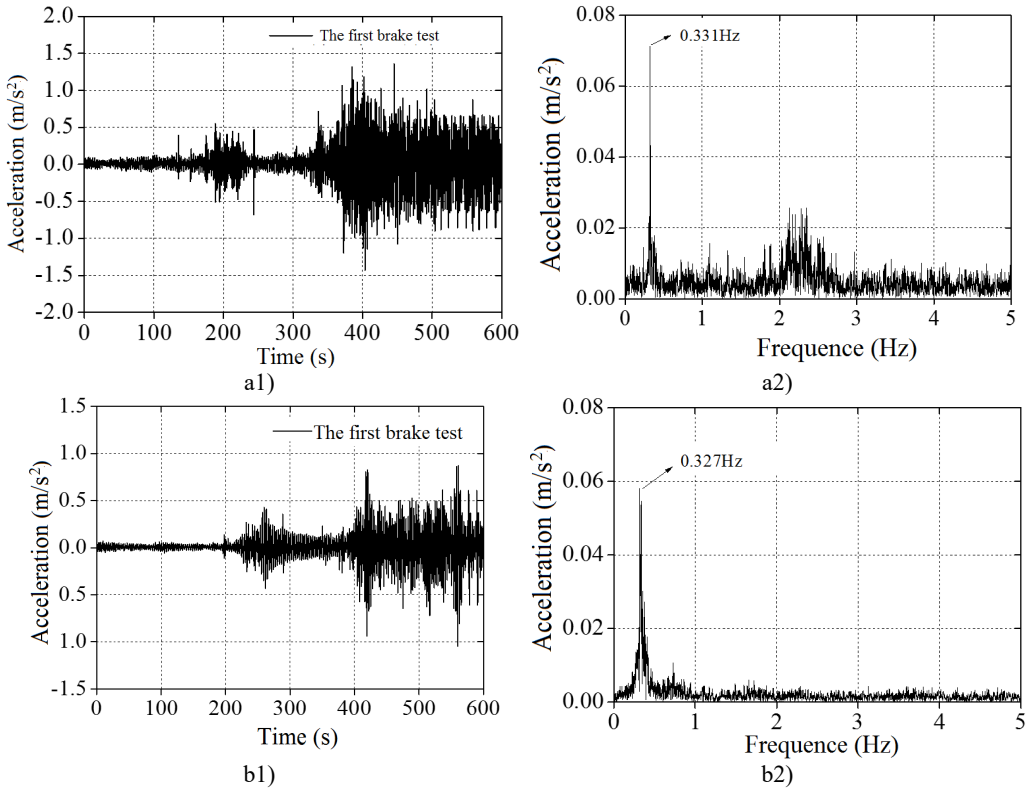 2.0
1.5
1.0
0.5
0.0
-0.5
-1.0
1.5
2.0
-2.0
Acceleration (m/s²)
The first brake test
0 100 200 300 400 500 600
Time (s)
a1)
0.08
0.06
0.04
0.02
0.00
Acceleration (m/s²)
0.331Hz
0 1 2 3 4 5
Frequence (Hz)
a2)
1.5
1.0
0.5
0.0
0.5
1.0
-1.5
Acceleration (m/s²)
The first brake test
0 100 200 300 400 500 600
Time (s)
b1)
0.08
0.06
0.04
0.02
0.00
Acceleration (m/s²)
0.327Hz
0 1 2 3 4 5
Frequence (Hz)
b2)